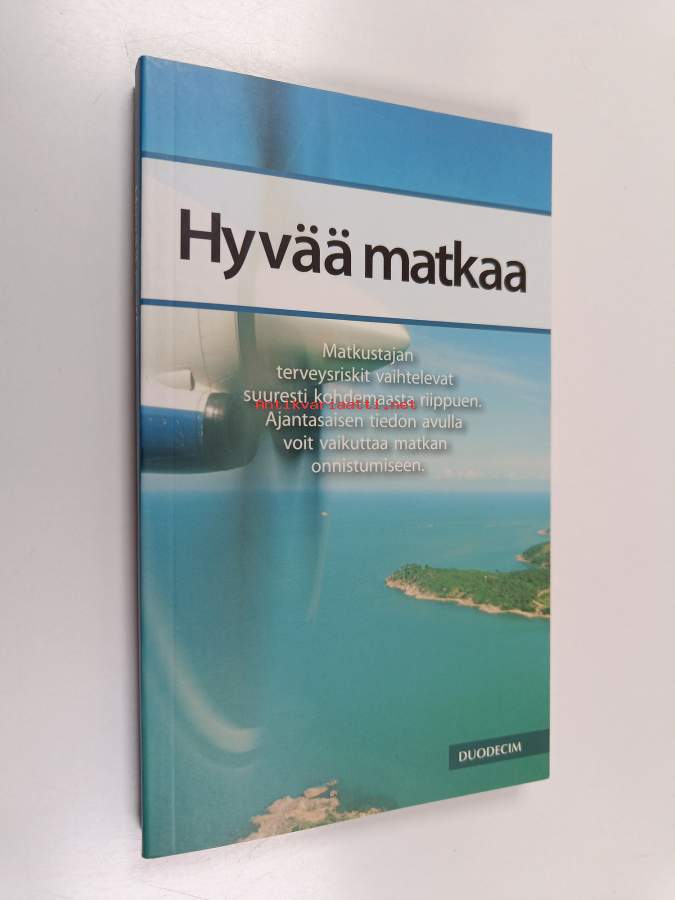 Hyvää matkaa
Matkustajan
terveysriskit vaihtelevat
suuresti kohdemaasta riippuen.
Antikvariaatti.net
Ajantasaisen tiedon avulla
voit vaikuttaa matkan
onnistumiseen.
DUODECIM